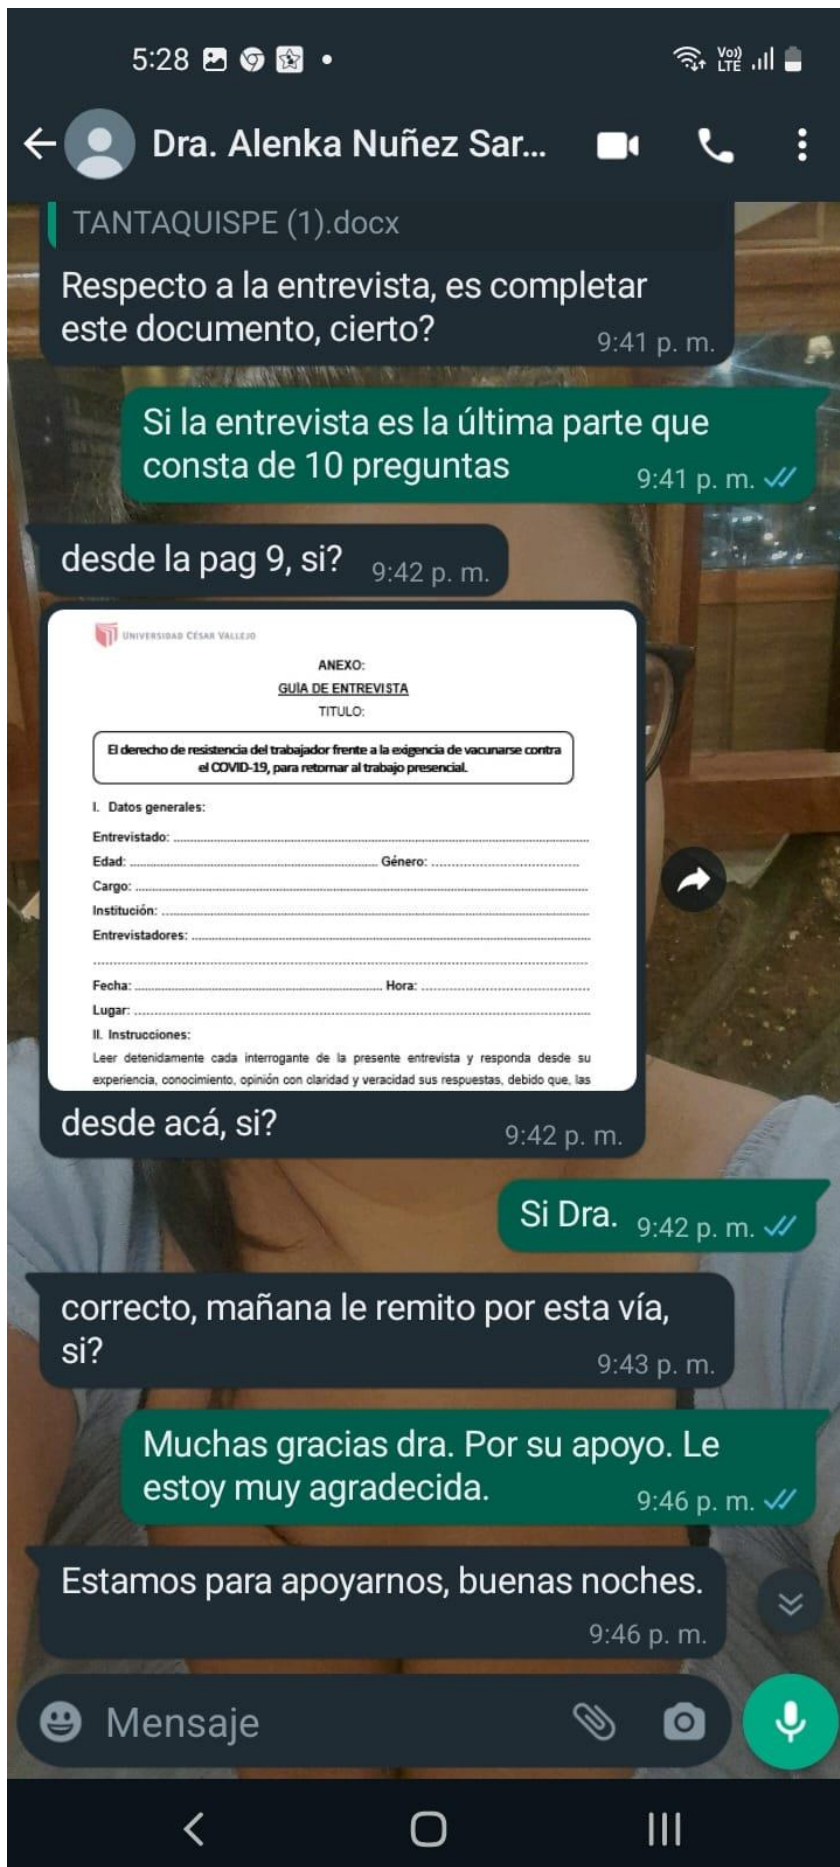 5:28
Vo))
LTE
Dra. Alenka Nuñez Sar...
TANTAQUISPE (1).docx
Respecto a la entrevista, es completar
este documento, cierto?
9:41 p. m.
Si la entrevista es la última parte que
consta de 10 preguntas
9:41 p. m.
desde la pag 9, si?
9:42 p. m.
UNIVERSIDAD CÉSAR VALLEJO
ANEXO:
GUÍA DE ENTREVISTA
TITULO:
El derecho de resistencia del trabajador frente a la exigencia de vacunarse contra
el COVID-19, para retornar al trabajo presencial.
I. Datos generales:
Entrevistado:
Edad: Género:
Cargo:
Institución:
Entrevistadores:
Fecha: Hora:
Lugar:
II. Instrucciones:
Leer detenidamente cada interrogante de la presente entrevista y responda desde su
experiencia, conocimiento, opinión con claridad y veracidad sus respuestas, debido que, las
desde acá, si?
9:42 p. m.
Si Dra.
9:42 p. m.
correcto, mañana le remito por esta vía,
si?
9:43 p. m.
Muchas gracias dra. Por su apoyo. Le
estoy muy agradecida.
9:46 p. m.
Estamos para apoyarnos, buenas noches.
9:46 p. m.
Mensaje